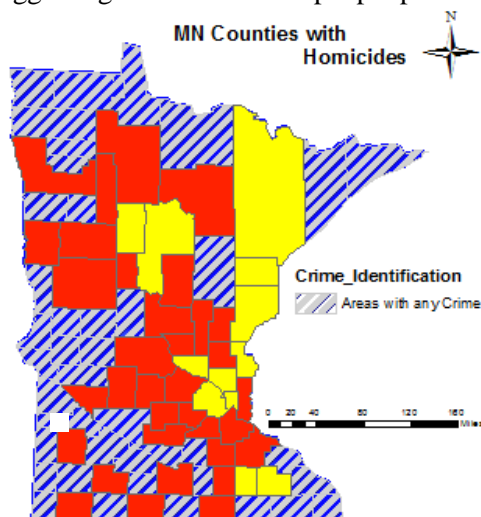 N
MN Counties with
Homicides
Crime_Identification
Areas with any Crime
0 20 40 80 120 160
Miles